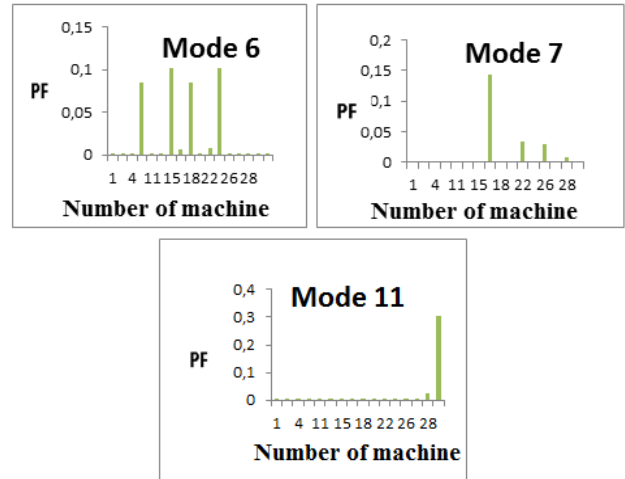 Mode 6
PF
0,15
0,1
0,05
0
1 4 11 15 18 22 26 28
Number of machine
Mode 7
PF
0,2
0,15
0,1
0,05
0
1 4 11 15 18 22 26 28
Number of machine
Mode 11
PF
0,4
0,3
0,2
0,1
0
1 4 11 15 18 22 26 28
Number of machine